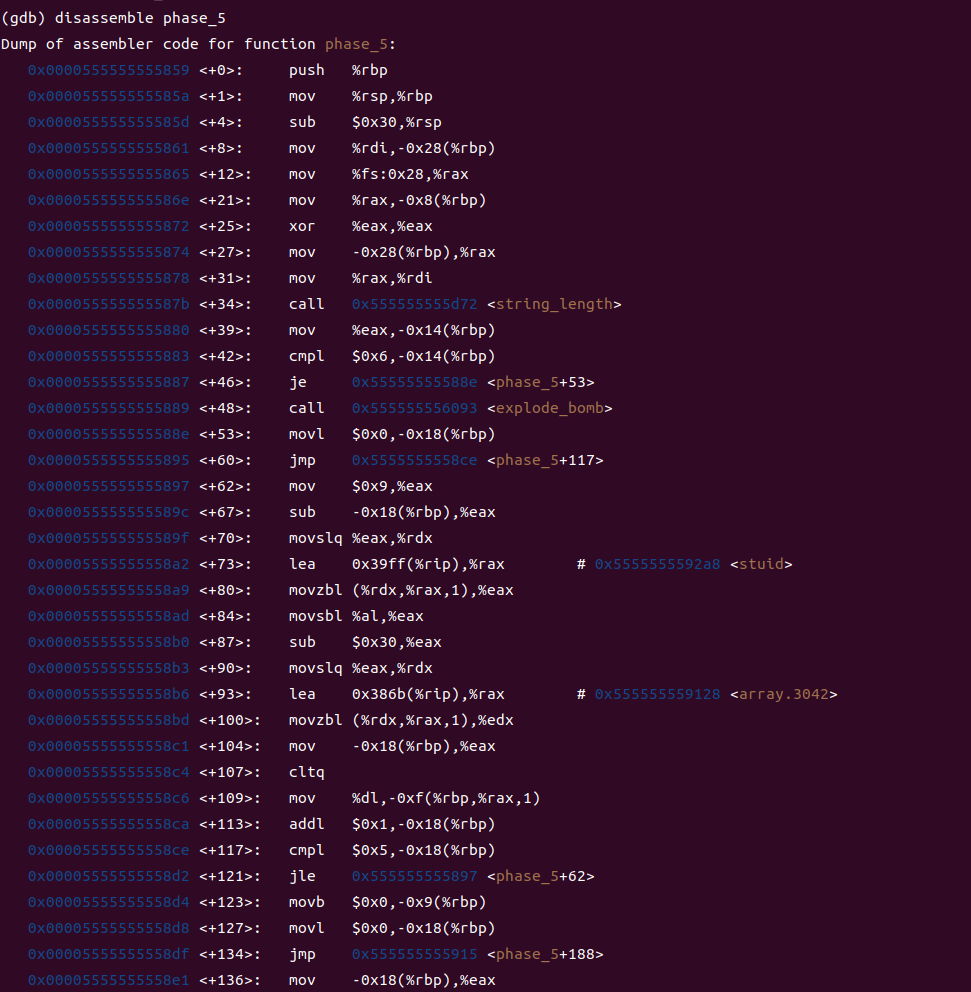 (gdb) disassemble phase_5
Dump of assembler code for function phase_5:
   0x0000555555555859 <+0>:     push   %rbp
   0x000055555555585a <+1>:     mov    %rsp,%rbp
   0x000055555555585d <+4>:     sub    $0x30,%rsp
   0x0000555555555861 <+8>:     mov    %rdi,-0x28(%rbp)
   0x0000555555555865 <+12>:    mov    %fs:0x28,%rax
   0x000055555555586e <+21>:    mov    %rax,-0x8(%rbp)
   0x0000555555555872 <+25>:    xor    %eax,%eax
   0x0000555555555874 <+27>:    mov    -0x28(%rbp),%rax
   0x0000555555555878 <+31>:    mov    %rax,%rdi
   0x000055555555587b <+34>:    call   0x555555555d72 <string_length>
   0x0000555555555880 <+39>:    mov    %eax,-0x14(%rbp)
   0x0000555555555883 <+42>:    cmpl   $0x6,-0x14(%rbp)
   0x0000555555555887 <+46>:    je     0x55555555588e <phase_5+53>
   0x0000555555555889 <+48>:    call   0x555555556093 <explode_bomb>
   0x000055555555588e <+53>:    movl   $0x0,-0x18(%rbp)
   0x0000555555555895 <+60>:    jmp    0x5555555558ce <phase_5+117>
   0x0000555555555897 <+62>:    mov    $0x9,%eax
   0x000055555555589c <+67>:    sub    -0x18(%rbp),%eax
   0x000055555555589f <+70>:    movslq %eax,%rdx
   0x00005555555558a2 <+73>:    lea    0x39ff(%rip),%rax        # 0x5555555592a8 <stuid>
   0x00005555555558a9 <+80>:    movzbl (%rdx,%rax,1),%eax
   0x00005555555558ad <+84>:    movsbl %al,%eax
   0x00005555555558b0 <+87>:    sub    $0x30,%eax
   0x00005555555558b3 <+90>:    movslq %eax,%rdx
   0x00005555555558b6 <+93>:    lea    0x386b(%rip),%rax        # 0x555555559128 <array.3042>
   0x00005555555558bd <+100>:   movzbl (%rdx,%rax,1),%edx
   0x00005555555558c1 <+104>:   mov    -0x18(%rbp),%eax
   0x00005555555558c4 <+107>:   cltq
   0x00005555555558c6 <+109>:   mov    %dl,-0xf(%rbp,%rax,1)
   0x00005555555558ca <+113>:   addl   $0x1,-0x18(%rbp)
   0x00005555555558ce <+117>:   cmpl   $0x5,-0x18(%rbp)
   0x00005555555558d2 <+121>:   jle    0x555555555897 <phase_5+62>
   0x00005555555558d4 <+123>:   movb   $0x0,-0x9(%rbp)
   0x00005555555558d8 <+127>:   movl   $0x0,-0x18(%rbp)
   0x00005555555558df <+134>:   jmp    0x555555555915 <phase_5+188>
   0x00005555555558e1 <+136>:   mov    -0x18(%rbp),%eax